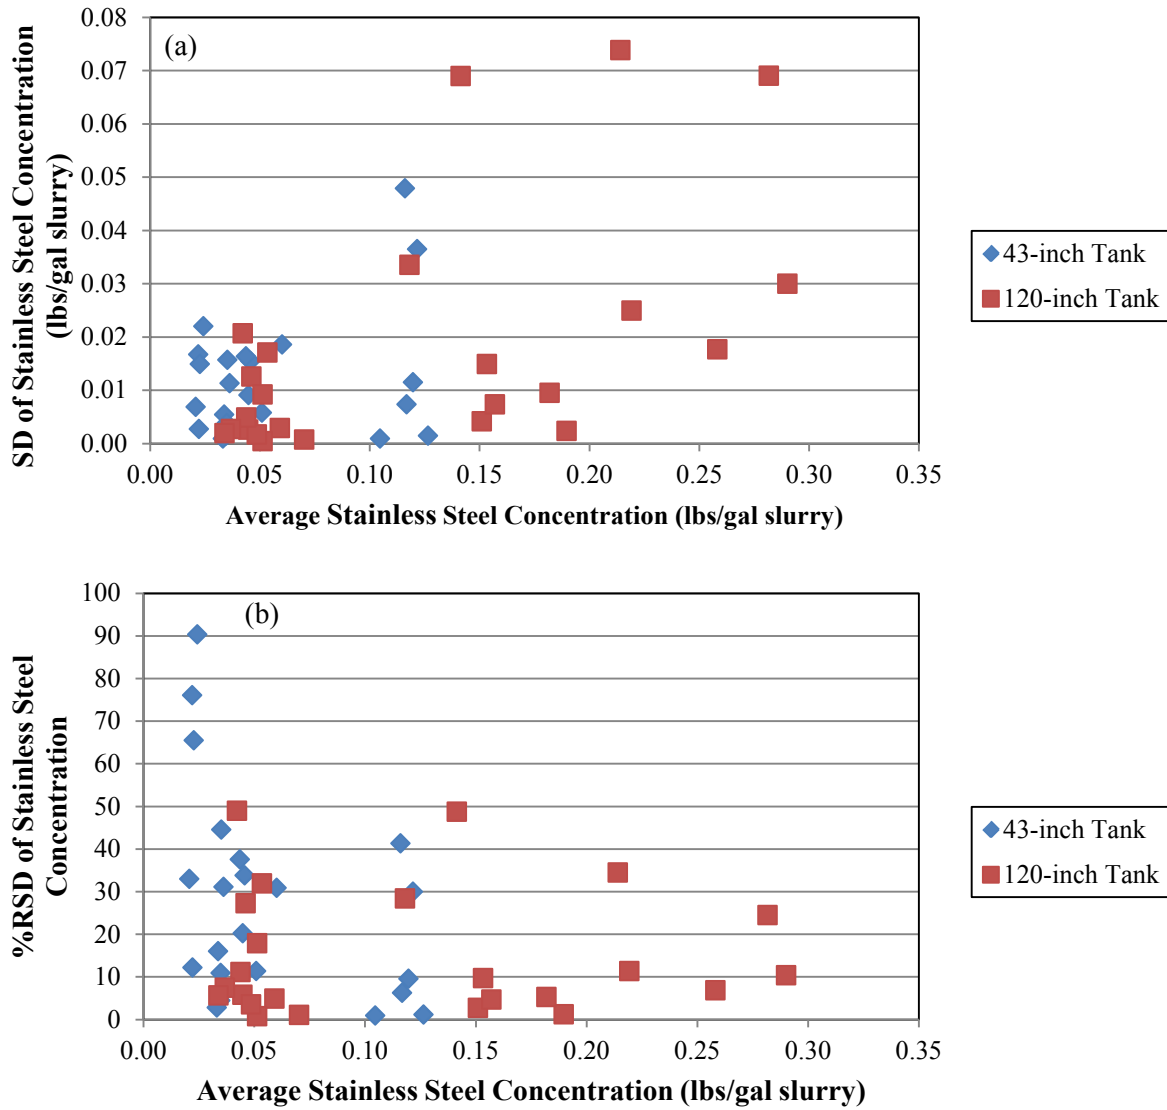 (a)
SD of Stainless Steel Concentration
(lbs/gal slurry)
0.08
0.07
0.06
0.05
0.04
0.03
0.02
0.01
0.00
0.00 0.05 0.10 0.15 0.20 0.25 0.30 0.35
Average Stainless Steel Concentration (lbs/gal slurry)
43-inch Tank
120-inch Tank
(b)
%RSD of Stainless Steel
Concentration
100
90
80
70
60
50
40
30
20
10
0
0.00 0.05 0.10 0.15 0.20 0.25 0.30 0.35
Average Stainless Steel Concentration (lbs/gal slurry)
43-inch Tank
120-inch Tank